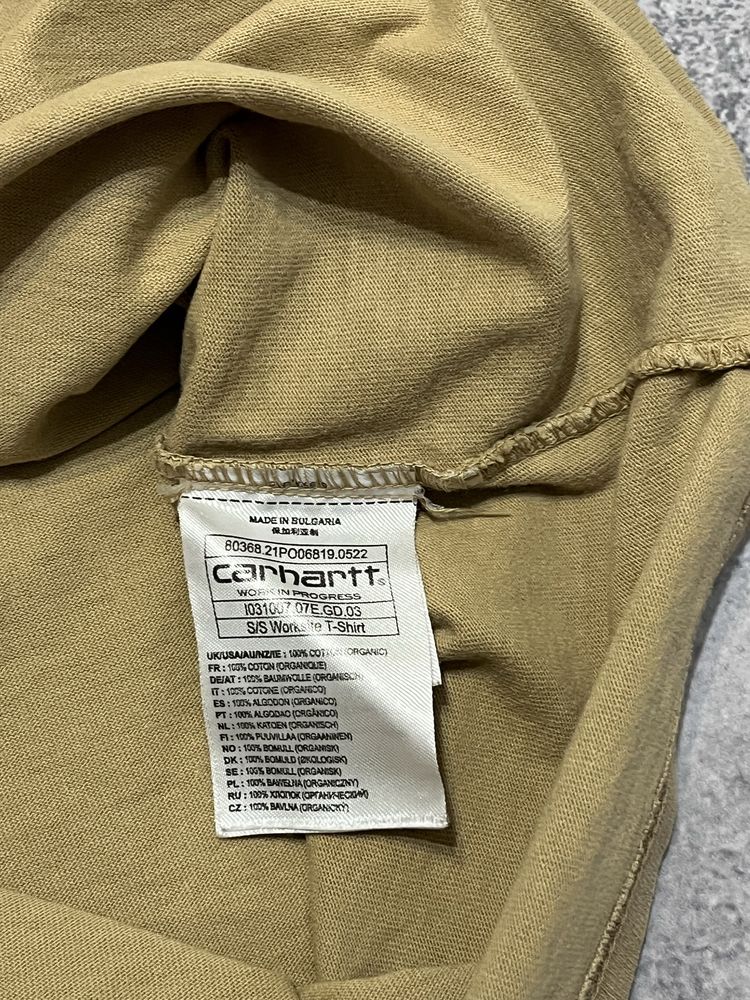 MADE IN BULGARIA
保加利亚制
80368.21PO06819.0522
carhartt
WORK IN PROGRESS
I031007.07E.GD.03
S/S Worksite T-Shirt
UK/USA/AU/NZ/IE : 100% COTTON (ORGANIC)
FR : 100% COTON (ORGANIQUE)
DE/AT : 100% BAUMWOLLE (ORGANISCH)
IT : 100% COTONE (ORGANICO)
ES : 100% ALGODON (ORGANICO)
PT : 100% ALGODAO (ORGÂNICO)
NL : 100% KATOEN (ORGANISCH)
FI : 100% PUUVILLAA (ORGAANINEN)
NO : 100% BOMULL (ORGANISK)
DK : 100% BOMULD (ØKOLOGISK)
SE : 100% BOMULL (ORGANISK)
PL : 100% BAWEŁNA (ORGANICZNY)
RU : 100% ХЛОПОК (ОРГАНИЧЕСКИЙ)
CZ : 100% BAVLNA (ORGANICKÝ)